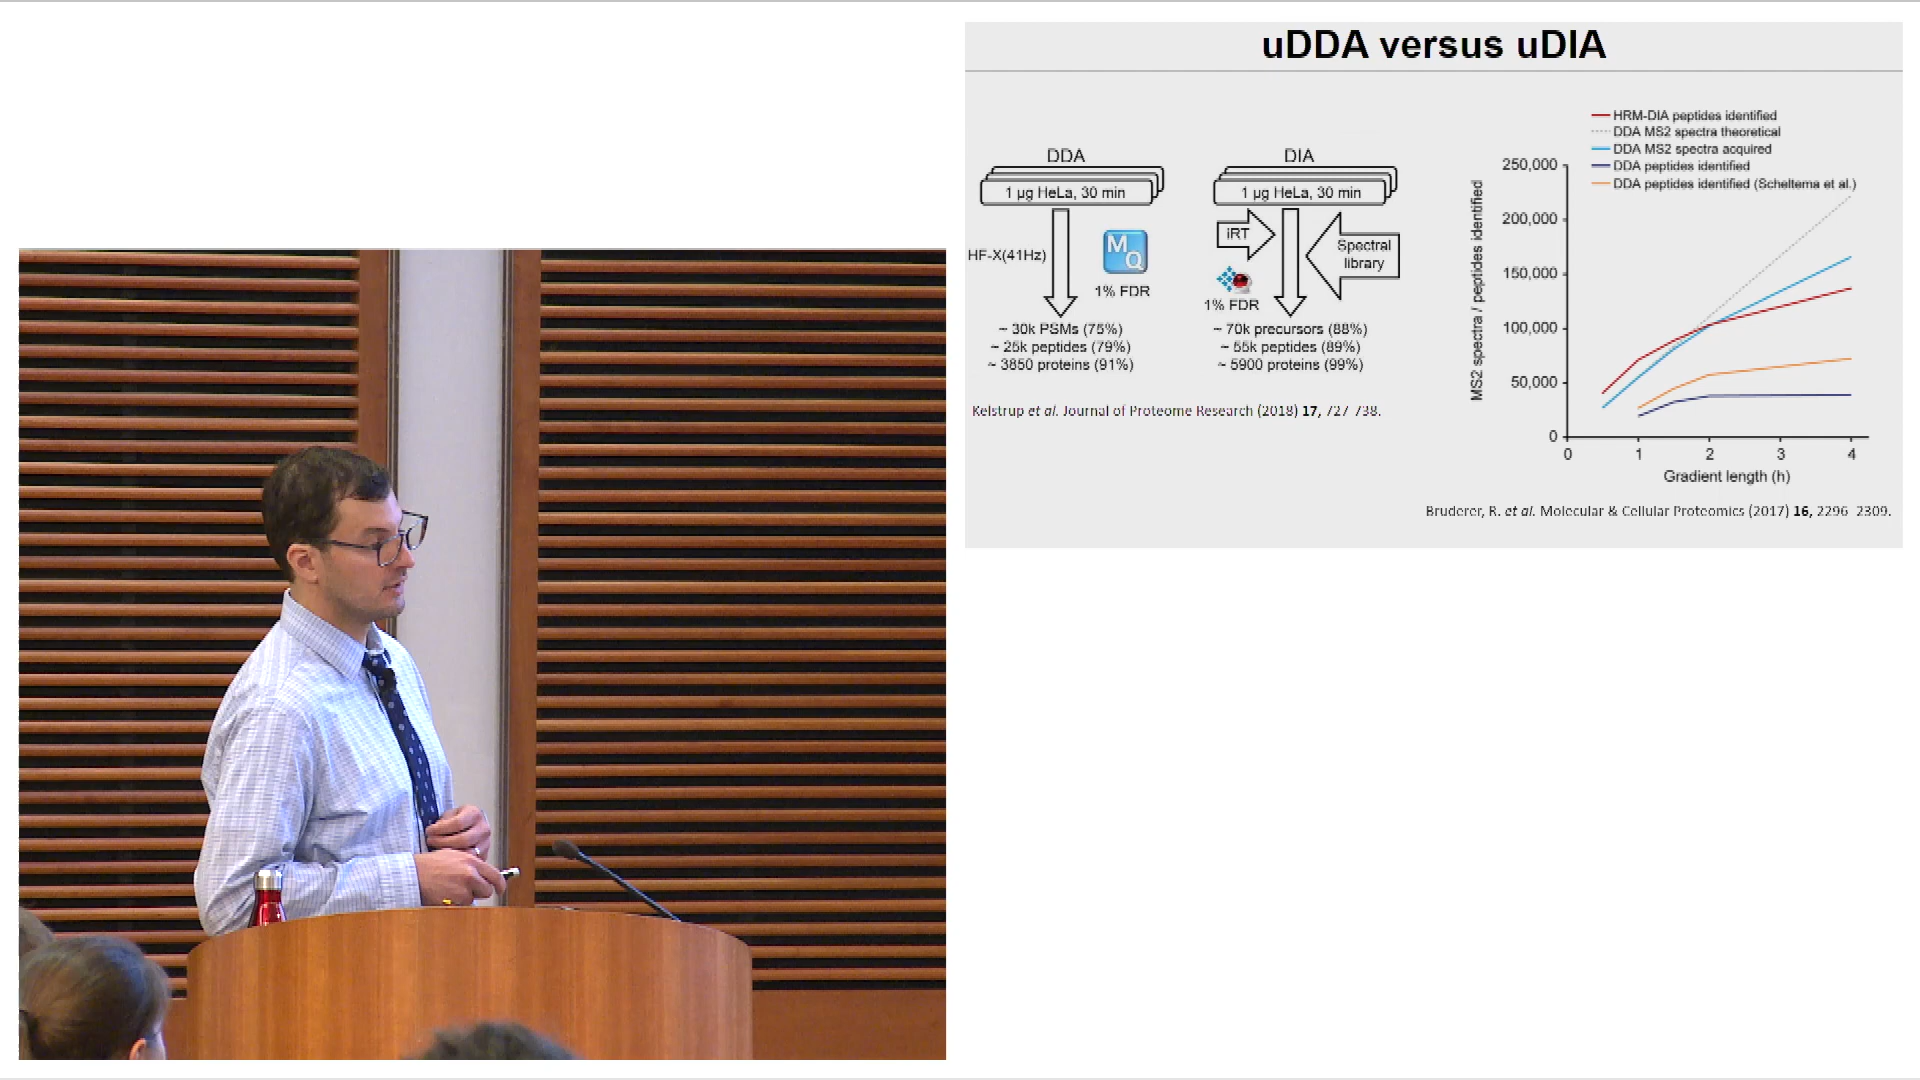 uDDA versus uDIA
DDA
1 µg HeLa, 30 min
HF-X(41Hz)
M
Q
1% FDR
~ 30k PSMs (75%)
~ 25k peptides (79%)
~ 3850 proteins (91%)
DIA
1 µg HeLa, 30 min
iRT
Spectral
library
1% FDR
~ 70k precursors (88%)
~ 55k peptides (89%)
~ 5900 proteins (99%)
Kelstrup et al. Journal of Proteome Research (2018) 17, 727 738.
HRM-DIA peptides identified
DDA MS2 spectra theoretical
DDA MS2 spectra acquired
DDA peptides identified
DDA peptides identified (Scheltema et al.)
MS2 spectra / peptides identified
250,000
200,000
150,000
100,000
50,000
0
0 1 2 3 4
Gradient length (h)
Bruderer, R. et al. Molecular & Cellular Proteomics (2017) 16, 2296 2309.